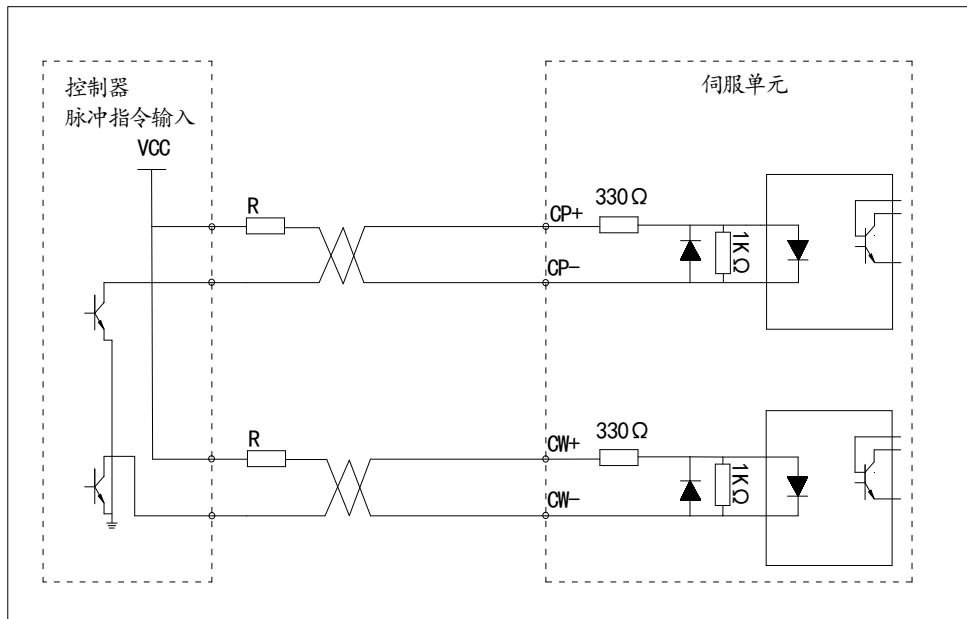 控制器
脉冲指令输入
VCC
伺服单元
R
CP+
330Ω
1KΩ
CP-
R
CW+
330Ω
1KΩ
CW-